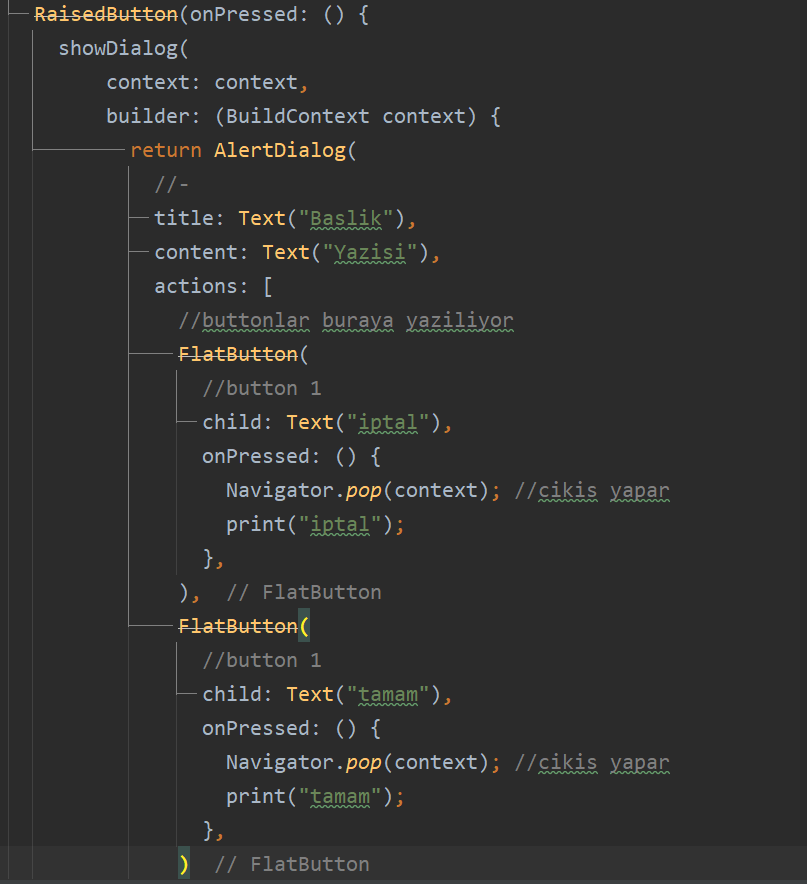 RaisedButton(onPressed: () {
showDialog(
context: context,
builder: (BuildContext context) {
return AlertDialog(
//-
title: Text("Baslik"),
content: Text("Yazisi"),
actions: [
//buttonlar buraya yaziliyor
FlatButton(
//button 1
child: Text("iptal"),
onPressed: () {
Navigator.pop(context); //cikis yapar
print("iptal");
},
), // FlatButton
FlatButton(
//button 1
child: Text("tamam"),
onPressed: () {
Navigator.pop(context); //cikis yapar
print("tamam");
},
) // FlatButton